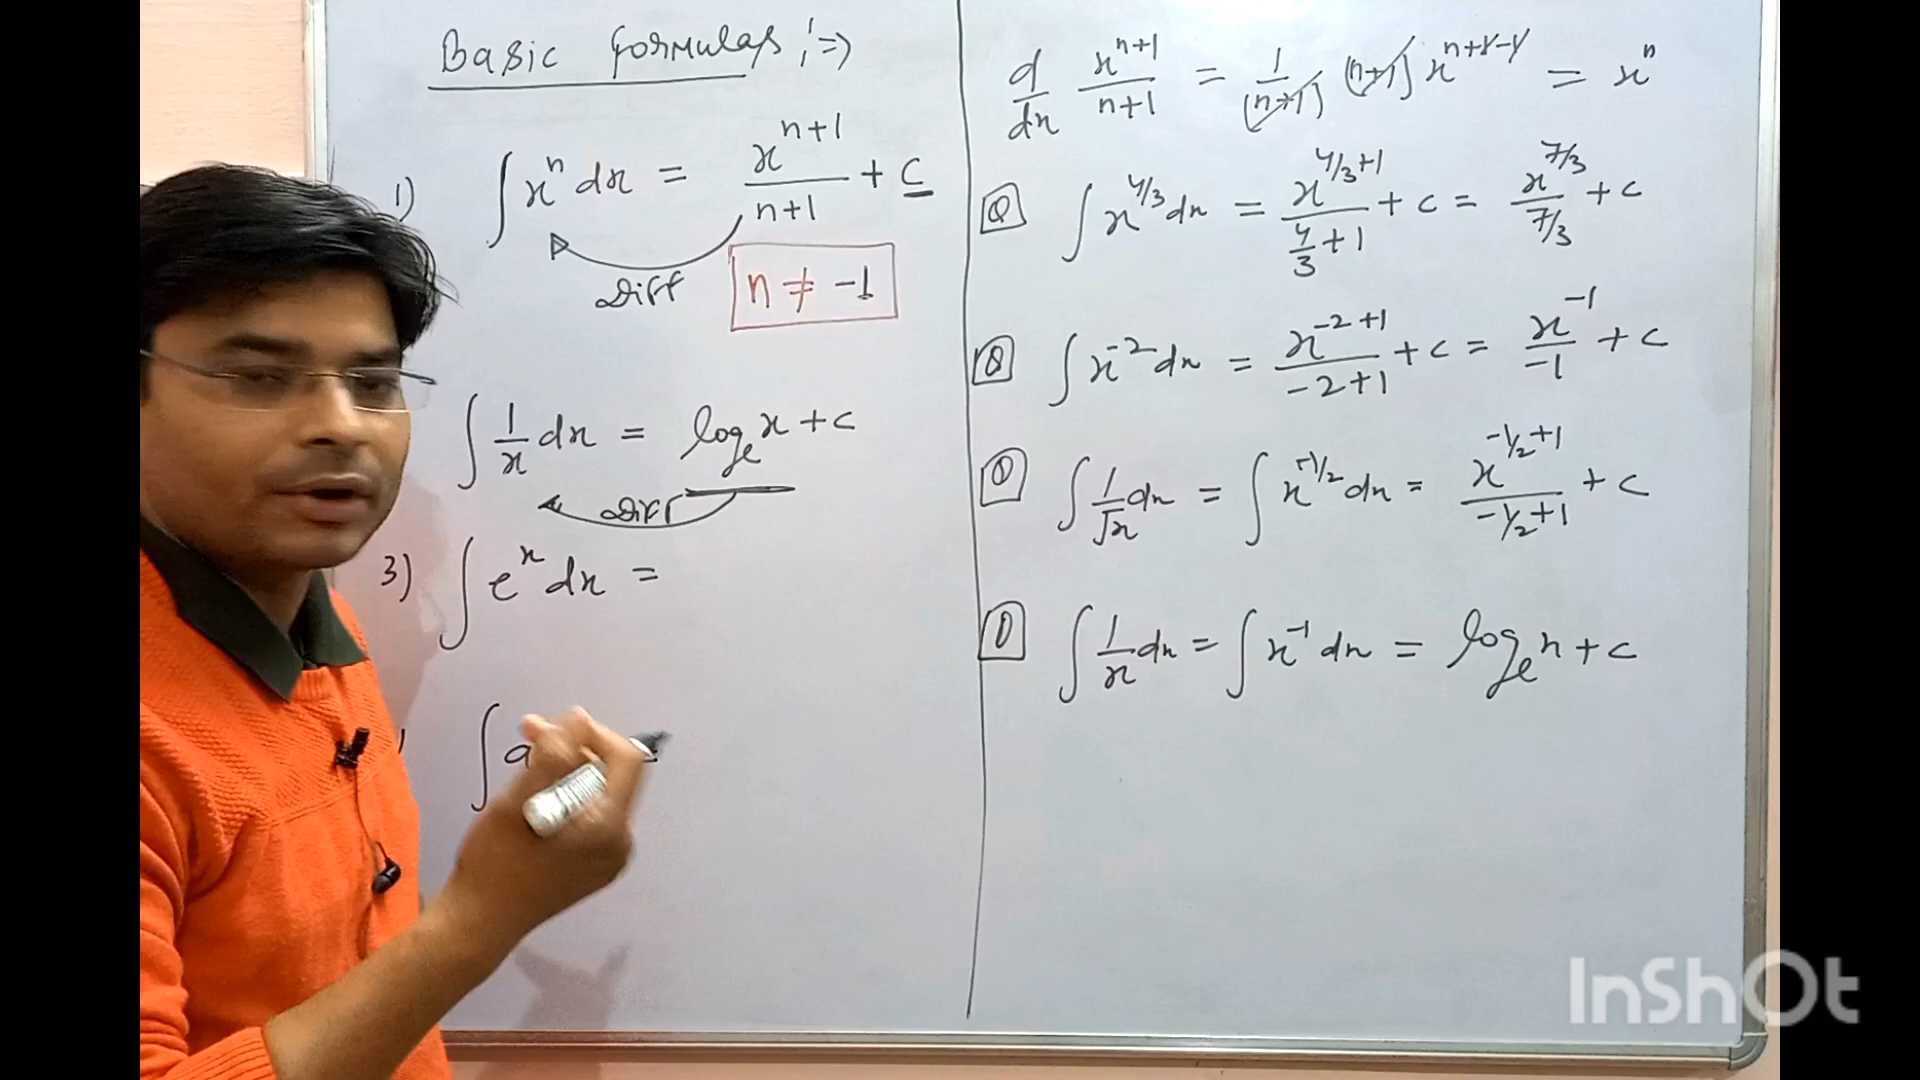 Basic formulas :⇒
1) ∫ xⁿ dx = x^(n+1)/(n+1) + c
Diff
n ≠ -1
∫ 1/x dx = logₑ x + c
Diff
3) ∫ eˣ dx =
∫ a
d/dx x^(n+1)/(n+1) = 1/(n+1) (n+1) x^(n+1-1) = xⁿ
Q ∫ x^(4/3) dx = x^(4/3+1)/(4/3+1) + c = x^(7/3)/(7/3) + c
Q ∫ x^(-2) dx = x^(-2+1)/(-2+1) + c = x^(-1)/(-1) + c
Q ∫ 1/√x dx = ∫ x^(-1/2) dx = x^(-1/2+1)/(-1/2+1) + c
Q ∫ 1/x dx = ∫ x^(-1) dx = logₑ x + c
InShOt